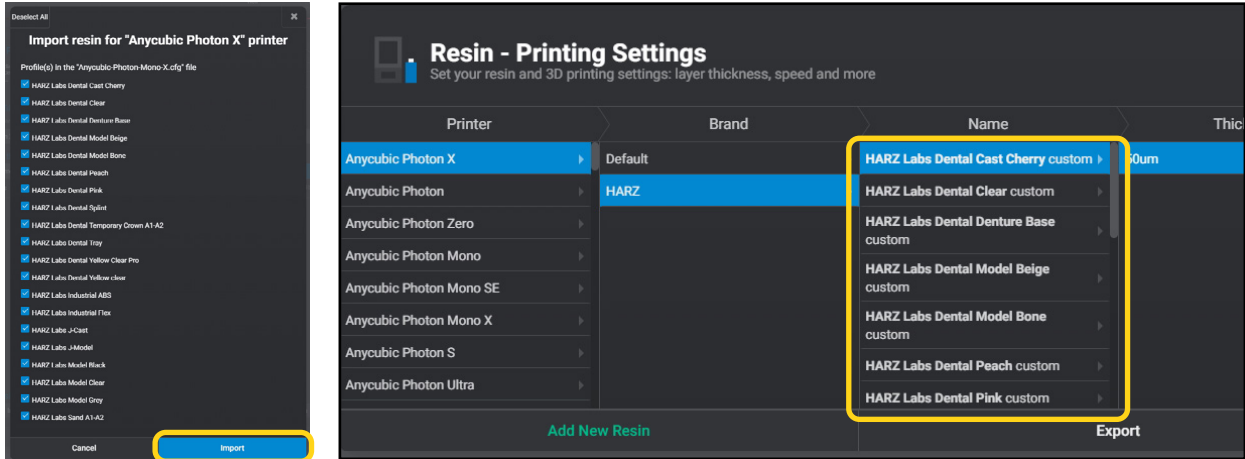 Deselect All
Import resin for "Anycubic Photon X" printer
Profile(s) in the "Anycubic-Photon-Mono-X.cfg" file
HARZ Labs Dental Cast Cherry
HARZ Labs Dental Clear
HARZ Labs Dental Denture Base
HARZ Labs Dental Model Beige
HARZ Labs Dental Model Bone
HARZ Labs Dental Peach
HARZ Labs Dental Pink
HARZ Labs Dental Splint
HARZ Labs Dental Temporary Crown A1-A2
HARZ Labs Dental Tray
HARZ Labs Dental Yellow Clear Pro
HARZ Labs Dental Yellow clear
HARZ Labs Industrial ABS
HARZ Labs Industrial Flex
HARZ Labs J-Cast
HARZ Labs J-Model
HARZ Labs Model Black
HARZ Labs Model Clear
HARZ Labs Model Grey
HARZ Labs Sand A1-A2
Cancel
Import
Resin - Printing Settings
Set your resin and 3D printing settings: layer thickness, speed and more
Printer
Brand
Name
Thic
Anycubic Photon X
Anycubic Photon
Anycubic Photon Zero
Anycubic Photon Mono
Anycubic Photon Mono SE
Anycubic Photon Mono X
Anycubic Photon S
Anycubic Photon Ultra
Default
HARZ
HARZ Labs Dental Cast Cherry custom
HARZ Labs Dental Clear custom
HARZ Labs Dental Denture Base
custom
HARZ Labs Dental Model Beige
custom
HARZ Labs Dental Model Bone
custom
HARZ Labs Dental Peach custom
HARZ Labs Dental Pink custom
Add New Resin
Export